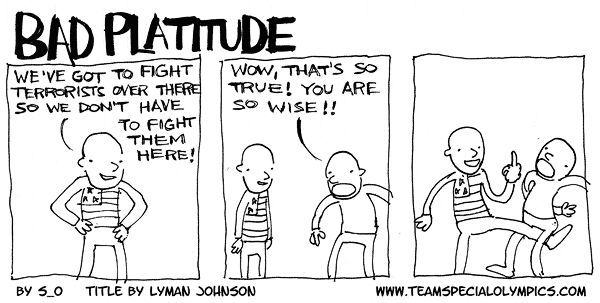 BAD PLATITUDE
WE'VE GOT TO FIGHT
TERRORISTS OVER THERE
SO WE DON'T HAVE
TO FIGHT
THEM
HERE!
WOW, THAT'S SO
TRUE! YOU ARE
SO WISE!!
BY S_O
TITLE BY LYMAN JOHNSON
WWW.TEAMSPECIALOLYMPICS.COM